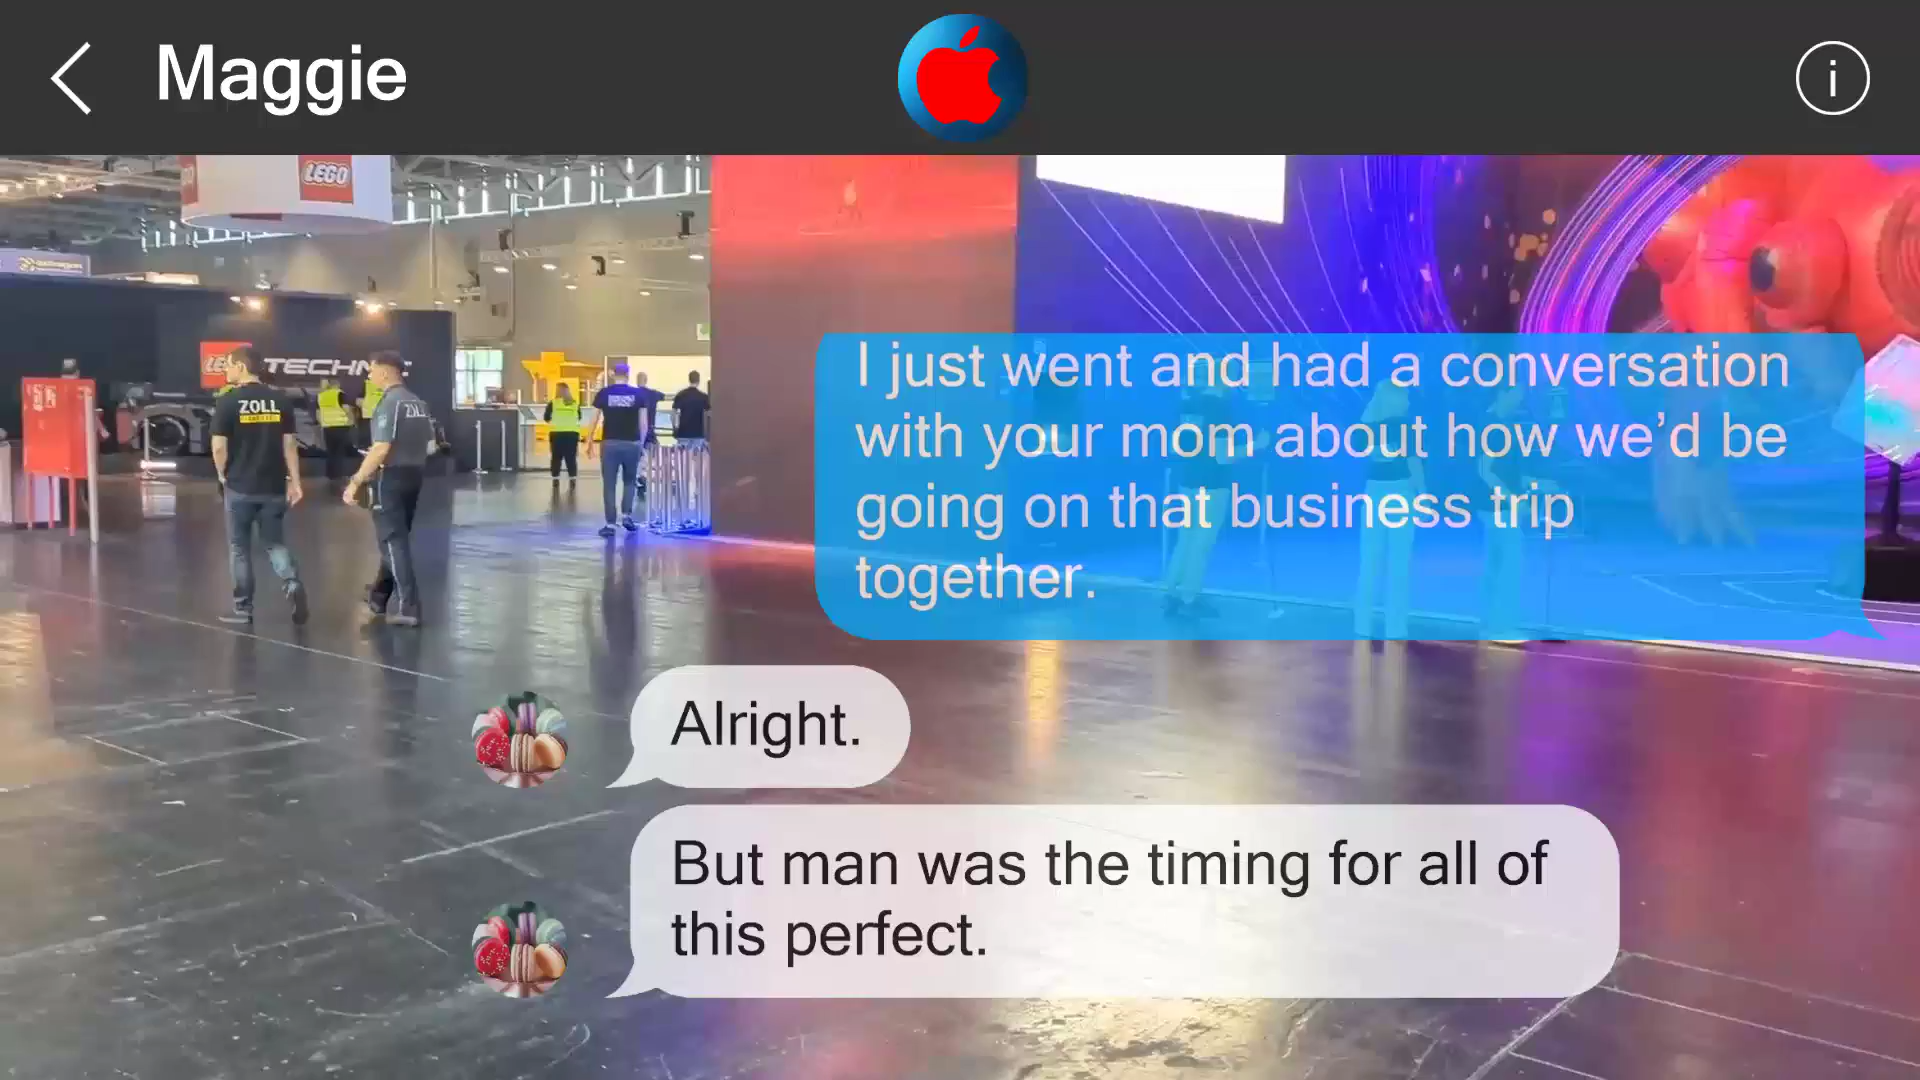 Maggie
i
LEGO
TECHN
ZOLL
I just went and had a conversation
with your mom about how we’d be
going on that business trip
together.
Alright.
But man was the timing for all of
this perfect.